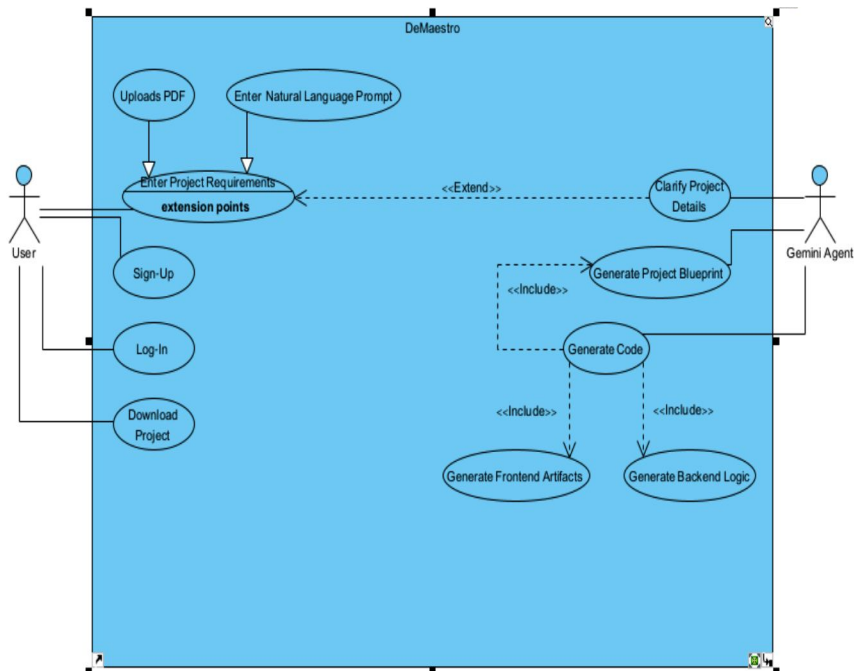 DeMaestro
Uploads PDF
Enter Natural Language Prompt
Enter Project Requirements
extension points
<<Extend>>
Clarify Project
Details
User
Gemini Agent
Sign-Up
Generate Project Blueprint
<<Include>>
Log-In
Generate Code
Download
Project
<<Include>>
<<Include>>
Generate Frontend Artifacts
Generate Backend Logic